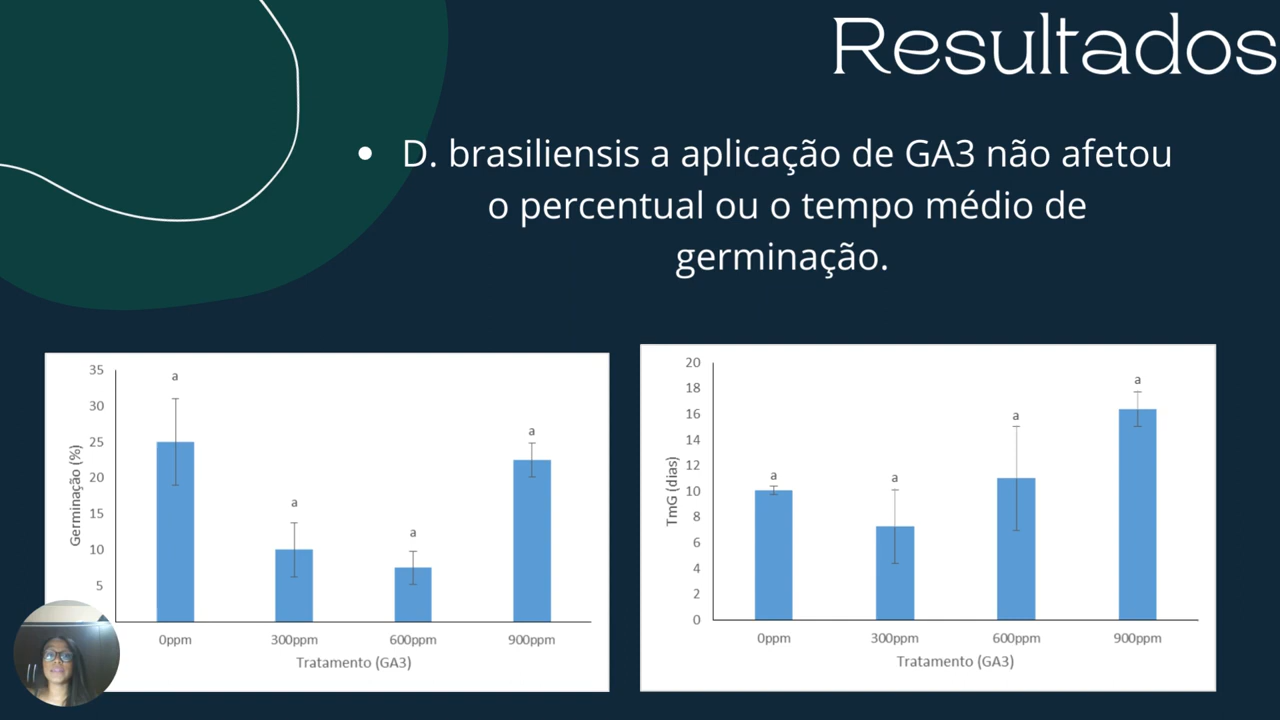 Resultados
• D. brasiliensis a aplicação de GA3 não afetou
o percentual ou o tempo médio de
germinação.
35
30
25
20
15
10
5
Germinação (%)
a
a
a
a
0ppm 300ppm 600ppm 900ppm
Tratamento (GA3)
20
18
16
14
12
10
8
6
4
2
0
TmG (dias)
a
a
a
a
0ppm 300ppm 600ppm 900ppm
Tratamento (GA3)